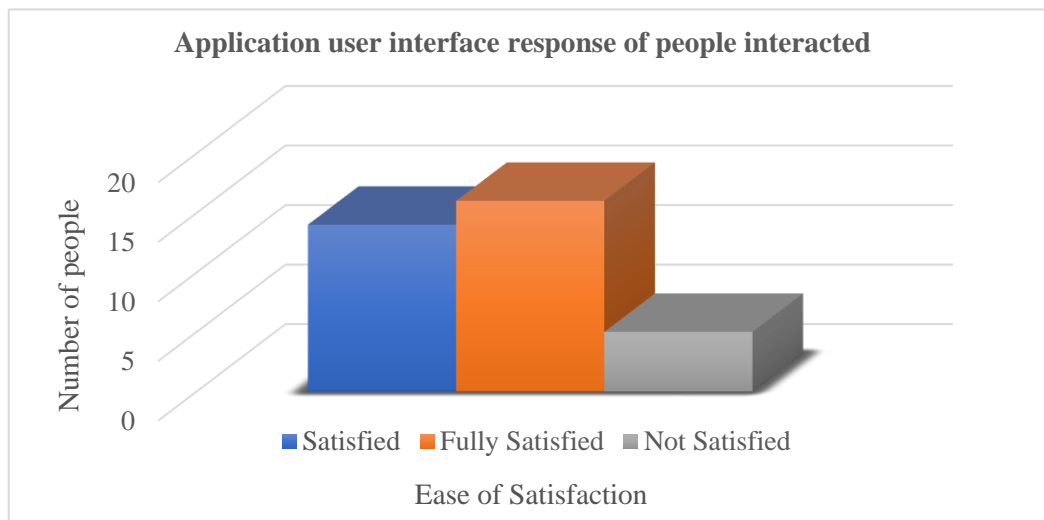 Application user interface response of people interacted
Number of people
20
15
10
5
0
Satisfied Fully Satisfied Not Satisfied
Ease of Satisfaction